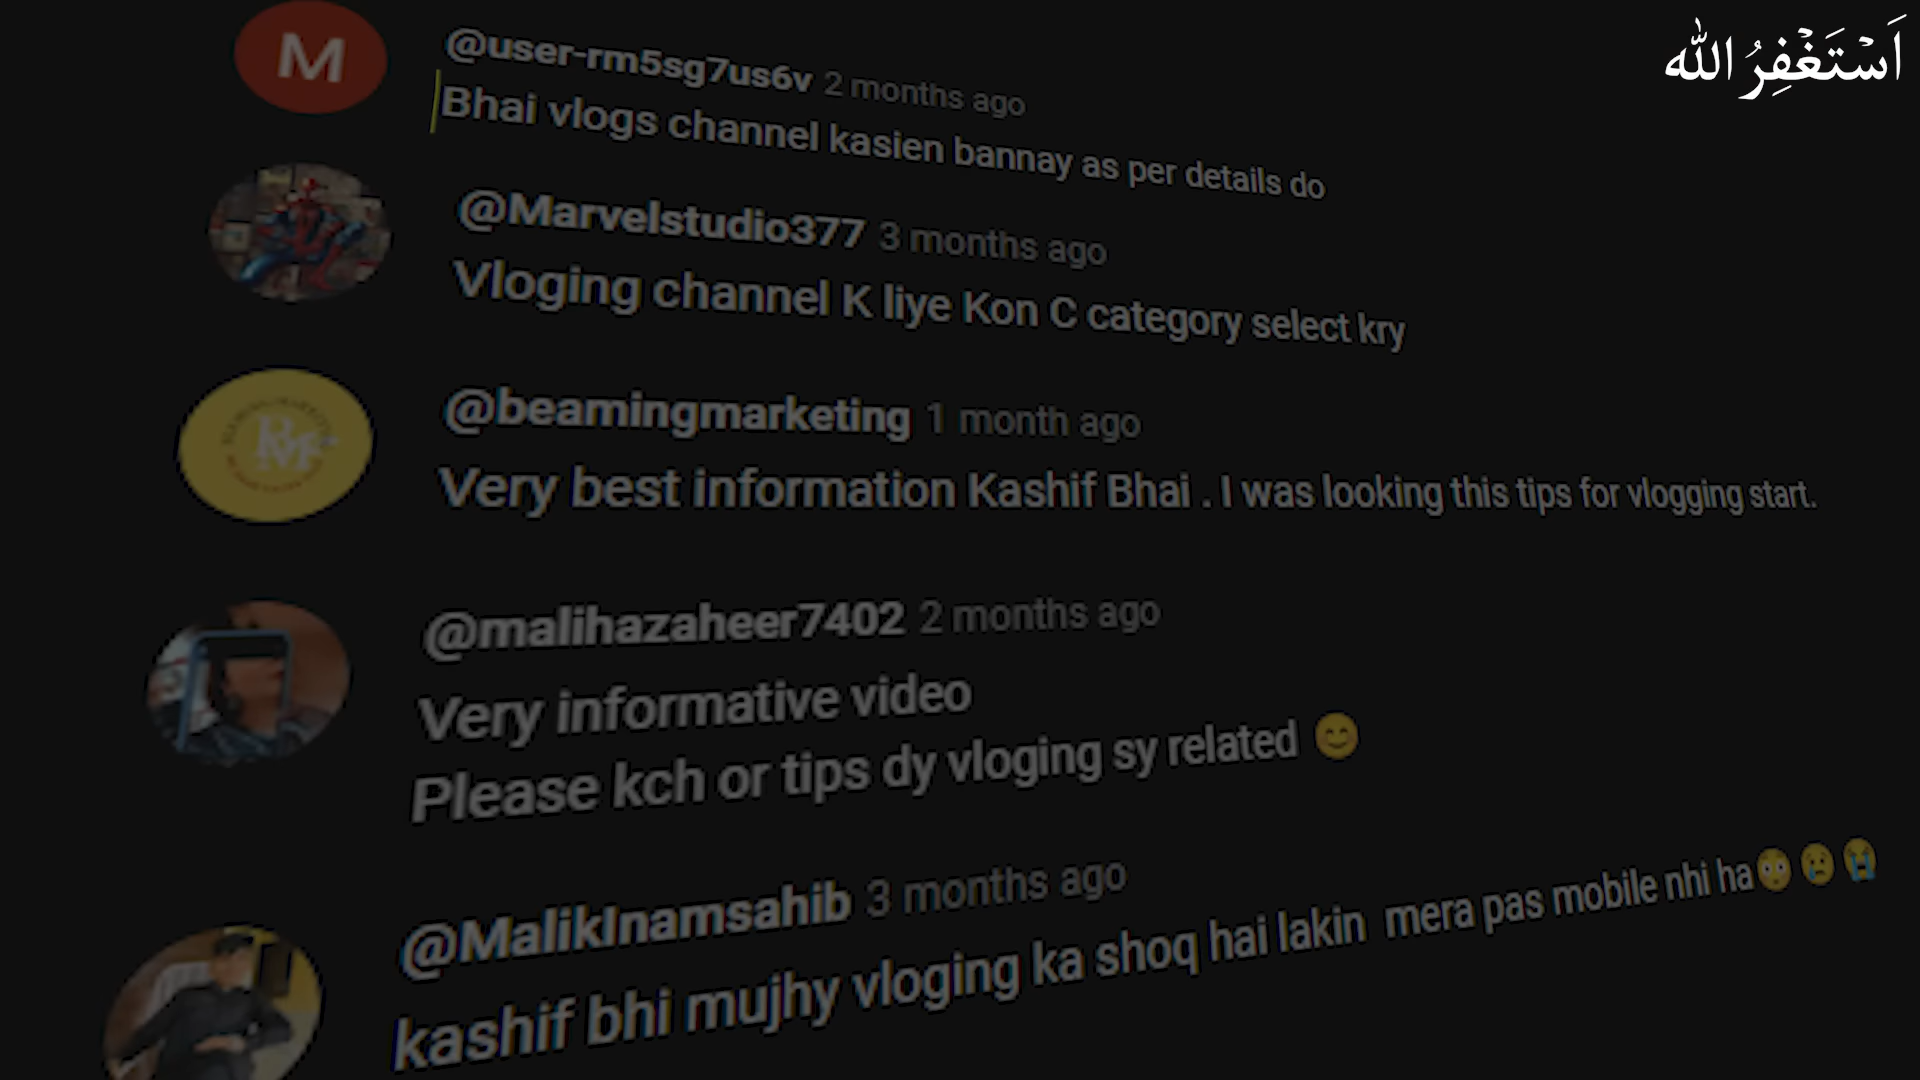 اَسْتَغْفِرُ الله
M
@user-rm5sg7us6v 2 months ago
Bhai vlogs channel kasien bannay as per details do
@Marvelstudio377 3 months ago
Vloging channel K liye Kon C category select kry
@beamingmarketing 1 month ago
Very best information Kashif Bhai . I was looking this tips for vlogging start.
@malihazaheer7402 2 months ago
Very informative video
Please kch or tips dy vloging sy related 😊
@MalikInamsahib 3 months ago
kashif bhi mujhy vloging ka shoq hai lakin mera pas mobile nhi ha😳😢😭